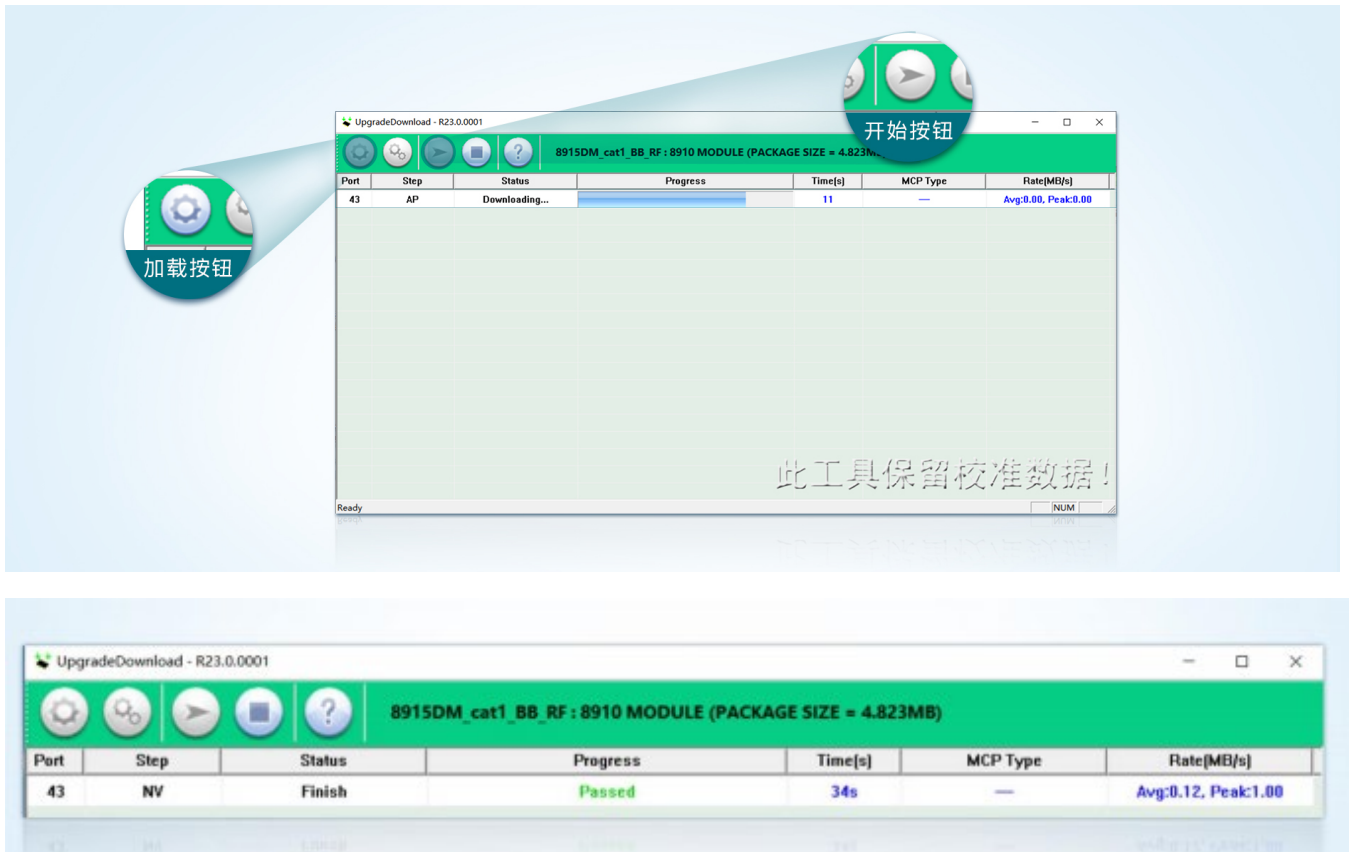 开始按钮
UpgradeDownload - R23.0.0001
8915DM_cat1_BB_RF : 8910 MODULE (PACKAGE SIZE = 4.823M
Port Step Status Progress Time(s) MCP Type Rate(MB/s)
43 AP Downloading... 11 — Avg:0.00, Peak:0.00
加载按钮
此工具保留校准数据!
Ready NUM
UpgradeDownload - R23.0.0001
8915DM_cat1_BB_RF : 8910 MODULE (PACKAGE SIZE = 4.823MB)
Port Step Status Progress Time(s) MCP Type Rate(MB/s)
43 NV Finish Passed 34s — Avg:0.12, Peak:1.00